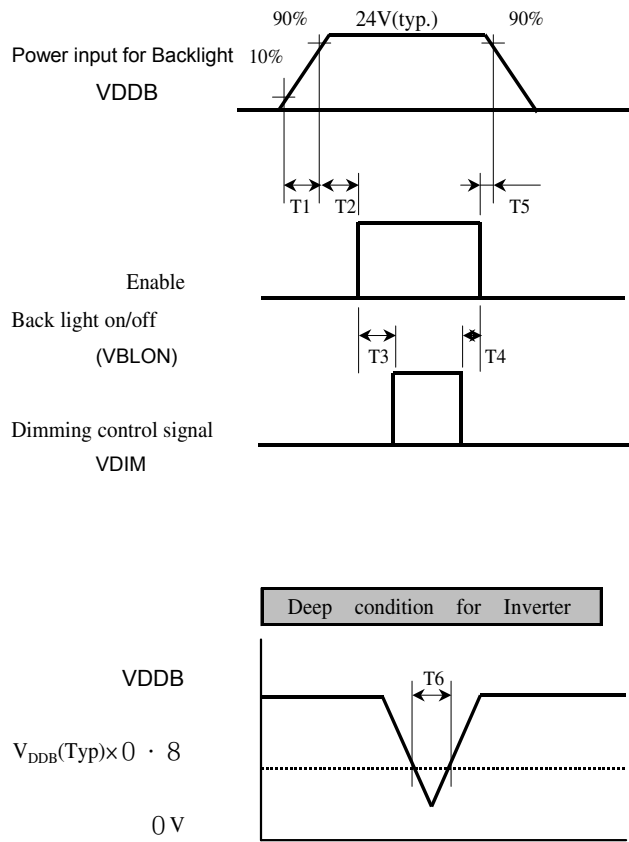 90% 24V(typ.) 90%
Power input for Backlight 10%
VDDB
T1 T2 T5
Enable
Back light on/off
(VBLON) T3 T4
Dimming control signal
VDIM
Deep condition for Inverter
VDDB T6
VDDB(Typ)×０．８
０V